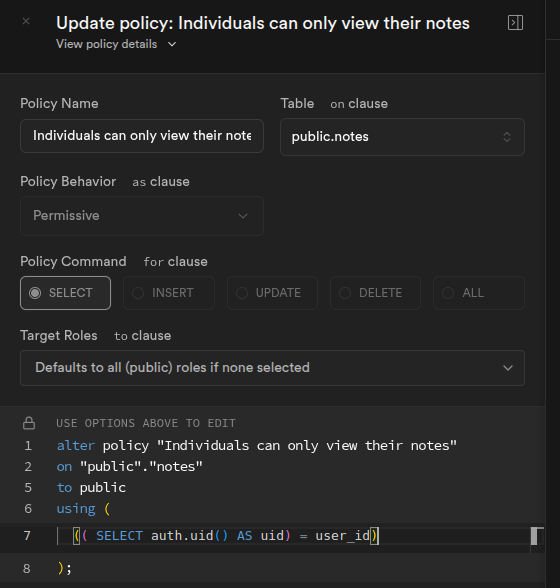 Update policy: Individuals can only view their notes
View policy details
Policy Name
Table on clause
Individuals can only view their note
public.notes
Policy Behavior as clause
Permissive
Policy Command for clause
SELECT
INSERT
UPDATE
DELETE
ALL
Target Roles to clause
Defaults to all (public) roles if none selected
USE OPTIONS ABOVE TO EDIT
1 alter policy "Individuals can only view their notes"
2 on "public"."notes"
5 to public
6 using (
7 (( SELECT auth.uid() AS uid) = user_id)
8 );